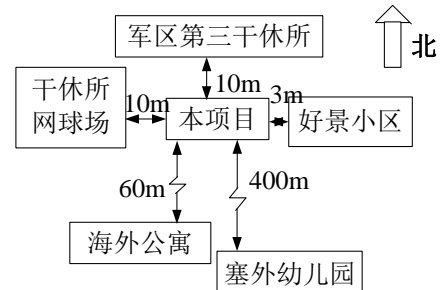 军区第三干休所
北
干休所
网球场
10m
10m
3m
本项目
好景小区
60m
400m
海外公寓
塞外幼儿园